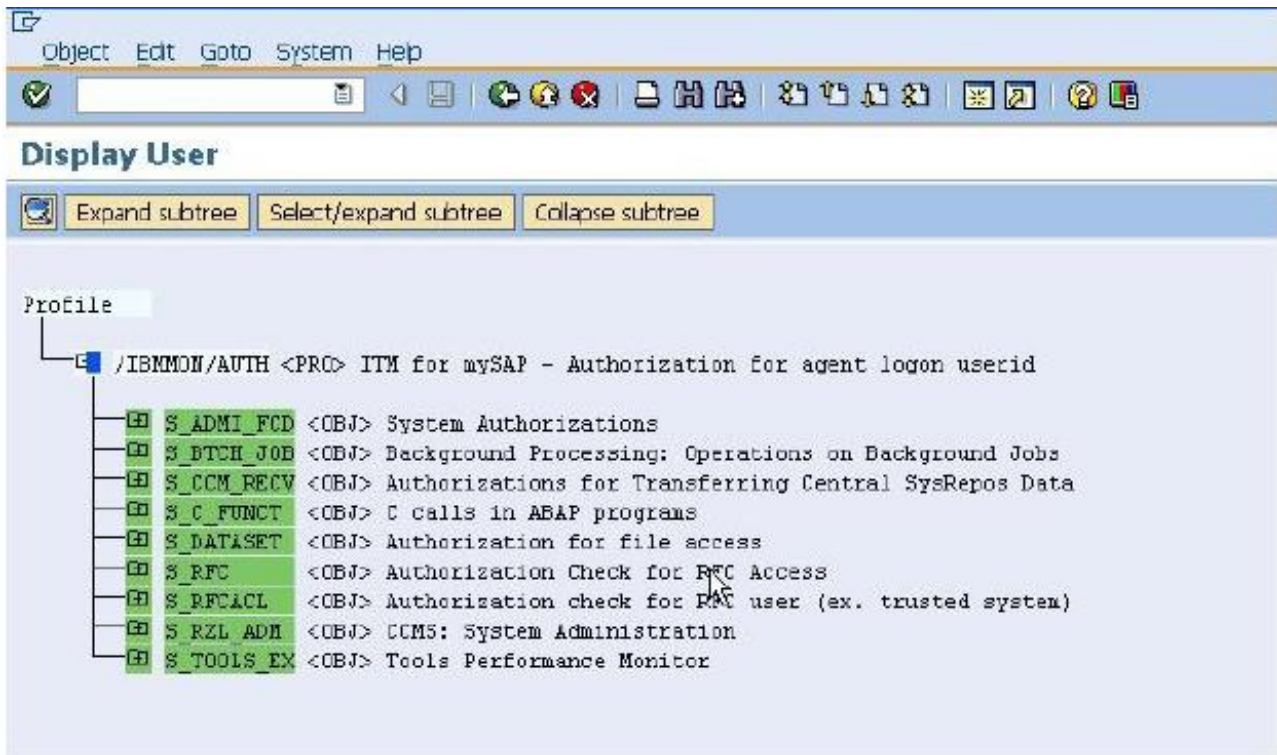 Object Edit Goto System Help
Display User
Expand subtree Select/expand subtree Collapse subtree
Profile
/IBMMON/AUTH <PRO> ITM for mySAP - Authorization for agent logon userid
S_ADMI_FCD <OBJ> System Authorizations
S_BTCH_JOB <OBJ> Background Processing: Operations on Background Jobs
S_CCM_RECV <OBJ> Authorizations for Transferring Central SysRepos Data
S_C_FUNCT <OBJ> C calls in ABAP programs
S_DATASET <OBJ> Authorization for file access
S_RFC <OBJ> Authorization Check for RFC Access
S_RFCACL <OBJ> Authorization check for RFC user (ex. trusted system)
S_RZL_ADM <OBJ> CCMS: System Administration
S_TOOLS_EX <OBJ> Tools Performance Monitor